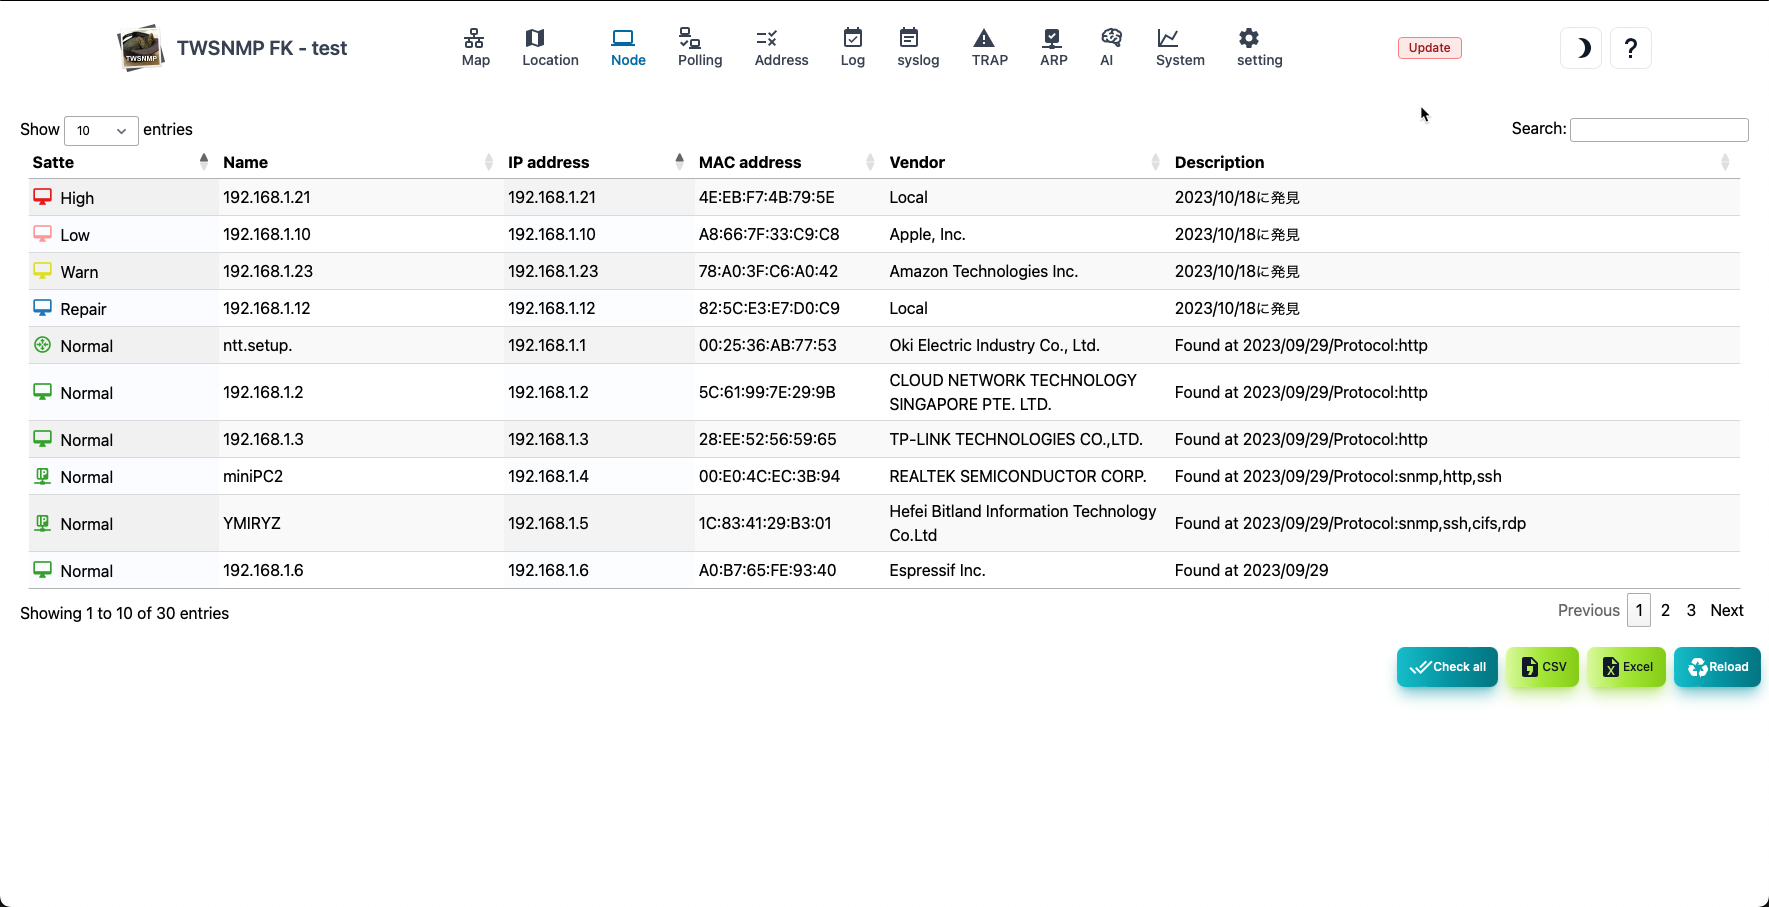 TWSNMP
TWSNMP FK - test
Map
Location
Node
Polling
Address
Log
syslog
TRAP
ARP
AI
System
setting
Update
?
Show 10 entries
Search:
Satte Name IP address MAC address Vendor Description
High 192.168.1.21 192.168.1.21 4E:EB:F7:4B:79:5E Local 2023/10/18に発見
Low 192.168.1.10 192.168.1.10 A8:66:7F:33:C9:C8 Apple, Inc. 2023/10/18に発見
Warn 192.168.1.23 192.168.1.23 78:A0:3F:C6:A0:42 Amazon Technologies Inc. 2023/10/18に発見
Repair 192.168.1.12 192.168.1.12 82:5C:E3:E7:D0:C9 Local 2023/10/18に発見
Normal ntt.setup. 192.168.1.1 00:25:36:AB:77:53 Oki Electric Industry Co., Ltd. Found at 2023/09/29/Protocol:http
Normal 192.168.1.2 192.168.1.2 5C:61:99:7E:29:9B CLOUD NETWORK TECHNOLOGY
SINGAPORE PTE. LTD. Found at 2023/09/29/Protocol:http
Normal 192.168.1.3 192.168.1.3 28:EE:52:56:59:65 TP-LINK TECHNOLOGIES CO.,LTD. Found at 2023/09/29/Protocol:http
Normal miniPC2 192.168.1.4 00:E0:4C:EC:3B:94 REALTEK SEMICONDUCTOR CORP. Found at 2023/09/29/Protocol:snmp,http,ssh
Normal YMIRYZ 192.168.1.5 1C:83:41:29:B3:01 Hefei Bitland Information Technology
Co.Ltd Found at 2023/09/29/Protocol:snmp,ssh,cifs,rdp
Normal 192.168.1.6 192.168.1.6 A0:B7:65:FE:93:40 Espressif Inc. Found at 2023/09/29
Showing 1 to 10 of 30 entries
Previous 1 2 3 Next
Check all
CSV
Excel
Reload